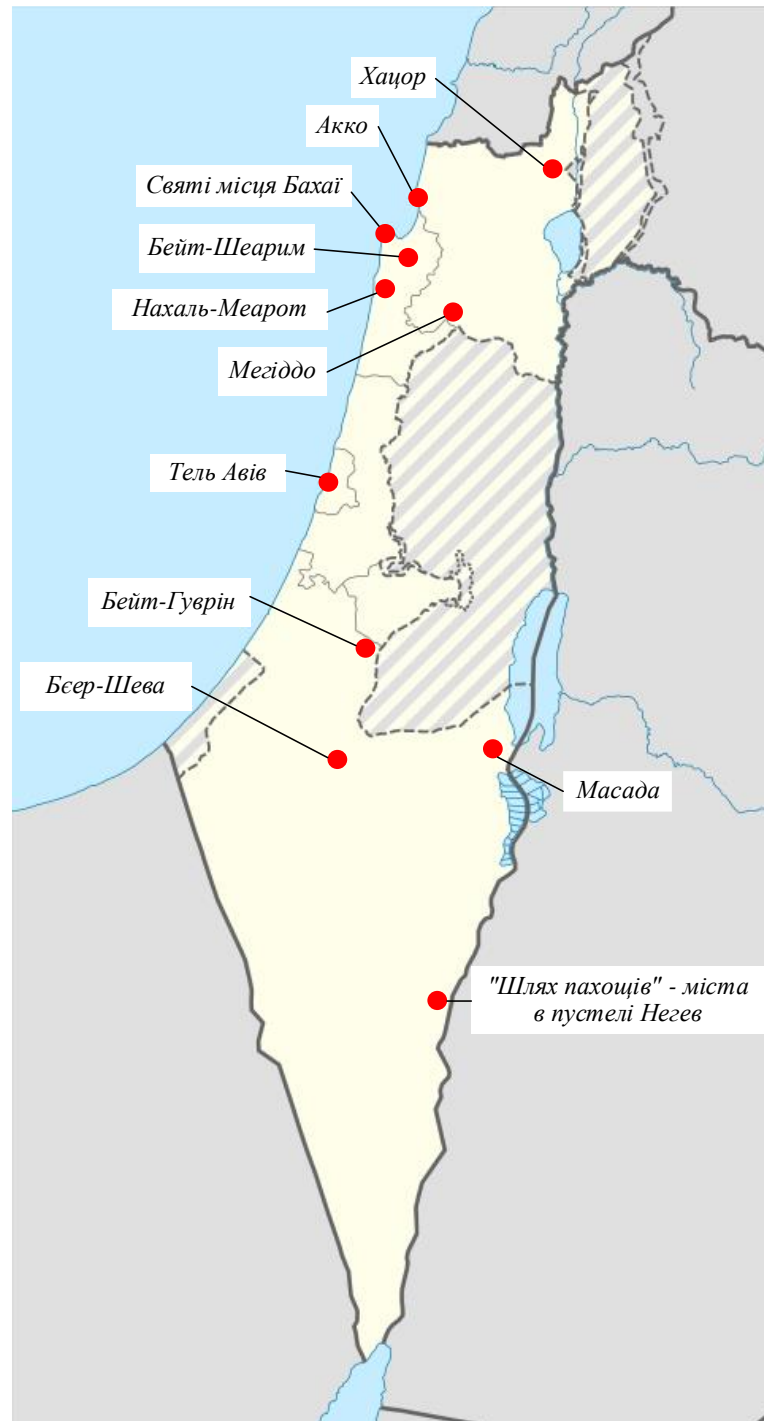 Хацор
Акко
Святі місця Бахаї
Бейт-Шеарим
Нахаль-Меарот
Мегіддо
Тель Авів
Бейт-Гуврін
Бєер-Шева
Масада
"Шлях пахощів" - міста
в пустелі Негев